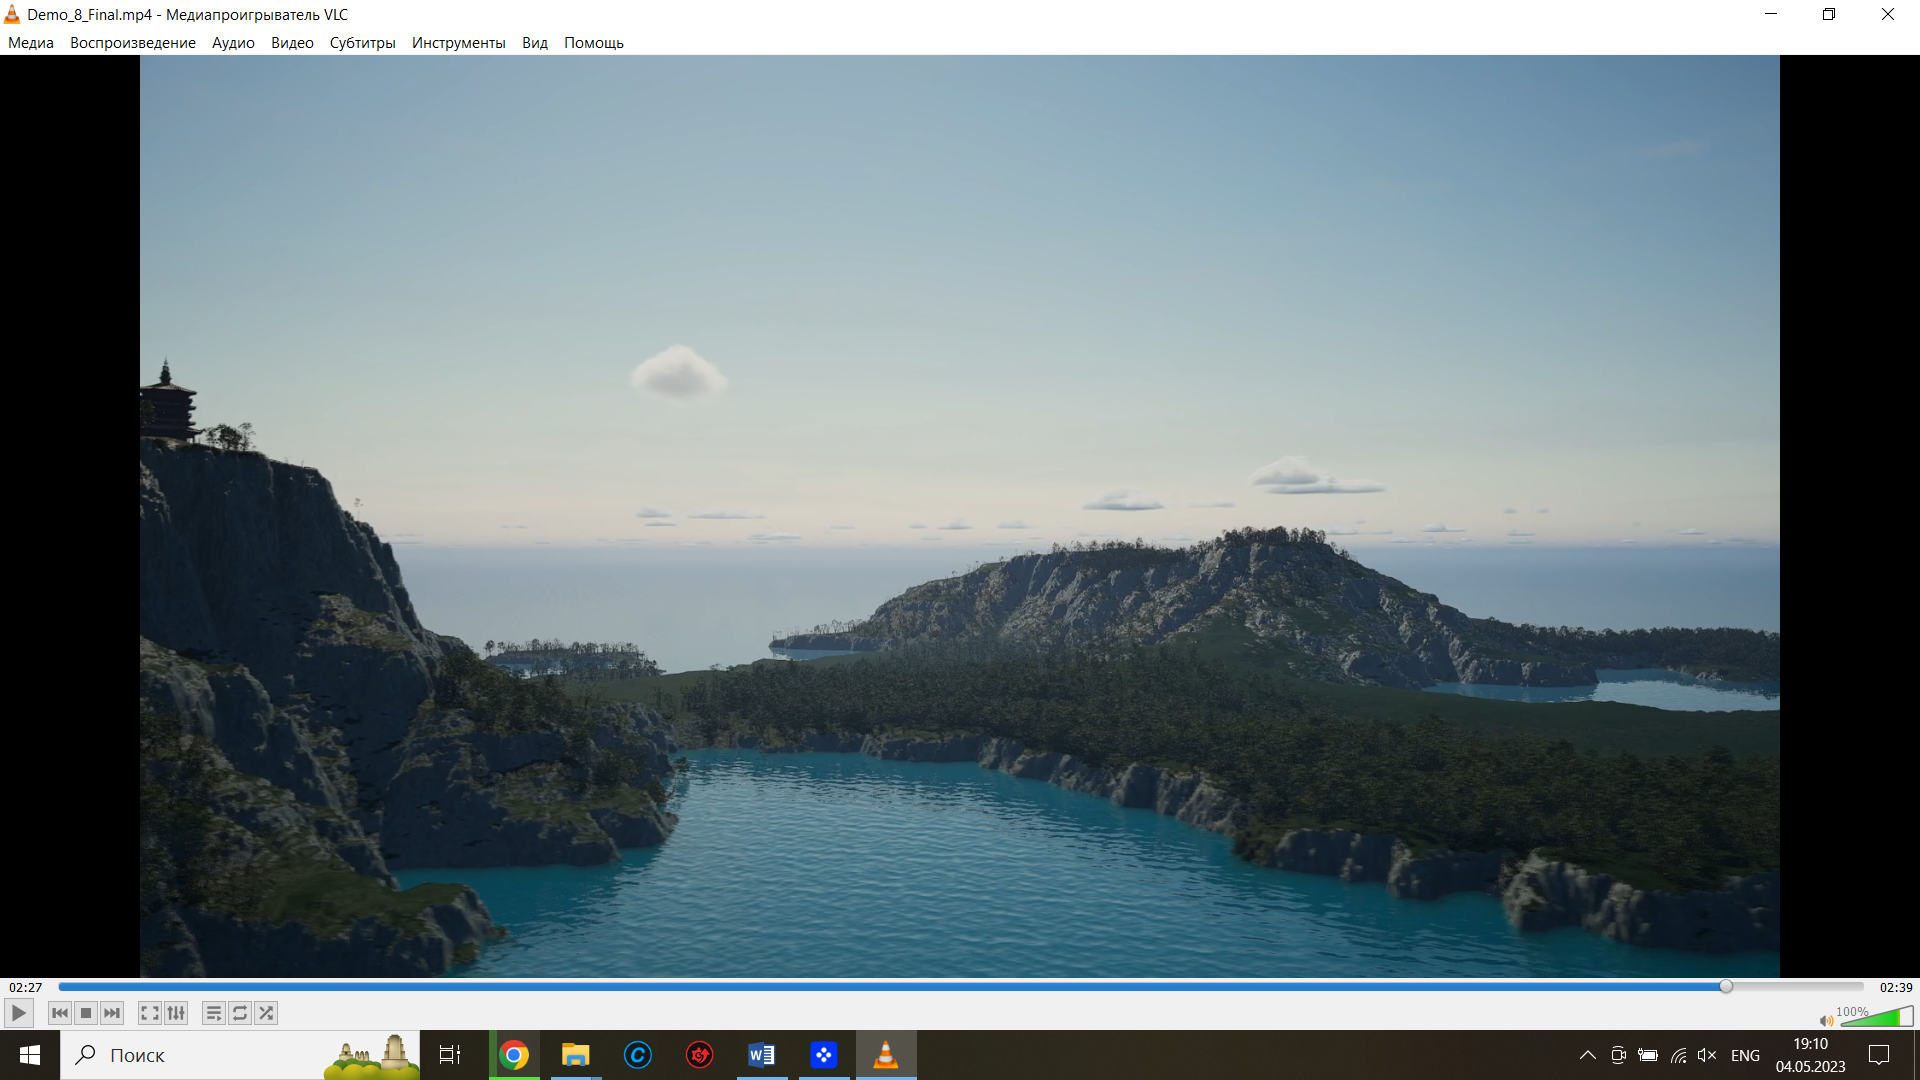 Demo_8_Final.mp4 - Медиапроигрыватель VLC
Медиа Воспроизведение Аудио Видео Субтитры Инструменты Вид Помощь
02:27
02:39
100%
Поиск
ENG
19:10
04.05.2023